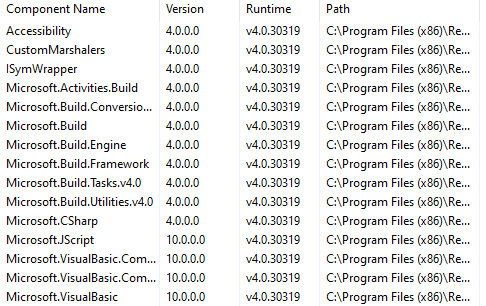 Component Name Version Runtime Path
Accessibility 4.0.0.0 v4.0.30319 C:\Program Files (x86)\Re...
CustomMarshalers 4.0.0.0 v4.0.30319 C:\Program Files (x86)\Re...
ISymWrapper 4.0.0.0 v4.0.30319 C:\Program Files (x86)\Re...
Microsoft.Activities.Build 4.0.0.0 v4.0.30319 C:\Program Files (x86)\Re...
Microsoft.Build.Conversio... 4.0.0.0 v4.0.30319 C:\Program Files (x86)\Re...
Microsoft.Build 4.0.0.0 v4.0.30319 C:\Program Files (x86)\Re...
Microsoft.Build.Engine 4.0.0.0 v4.0.30319 C:\Program Files (x86)\Re...
Microsoft.Build.Framework 4.0.0.0 v4.0.30319 C:\Program Files (x86)\Re...
Microsoft.Build.Tasks.v4.0 4.0.0.0 v4.0.30319 C:\Program Files (x86)\Re...
Microsoft.Build.Utilities.v4.0 4.0.0.0 v4.0.30319 C:\Program Files (x86)\Re...
Microsoft.CSharp 4.0.0.0 v4.0.30319 C:\Program Files (x86)\Re...
Microsoft.JScript 10.0.0.0 v4.0.30319 C:\Program Files (x86)\Re...
Microsoft.VisualBasic.Com... 10.0.0.0 v4.0.30319 C:\Program Files (x86)\Re...
Microsoft.VisualBasic.Com... 10.0.0.0 v4.0.30319 C:\Program Files (x86)\Re...
Microsoft.VisualBasic 10.0.0.0 v4.0.30319 C:\Program Files (x86)\Re...